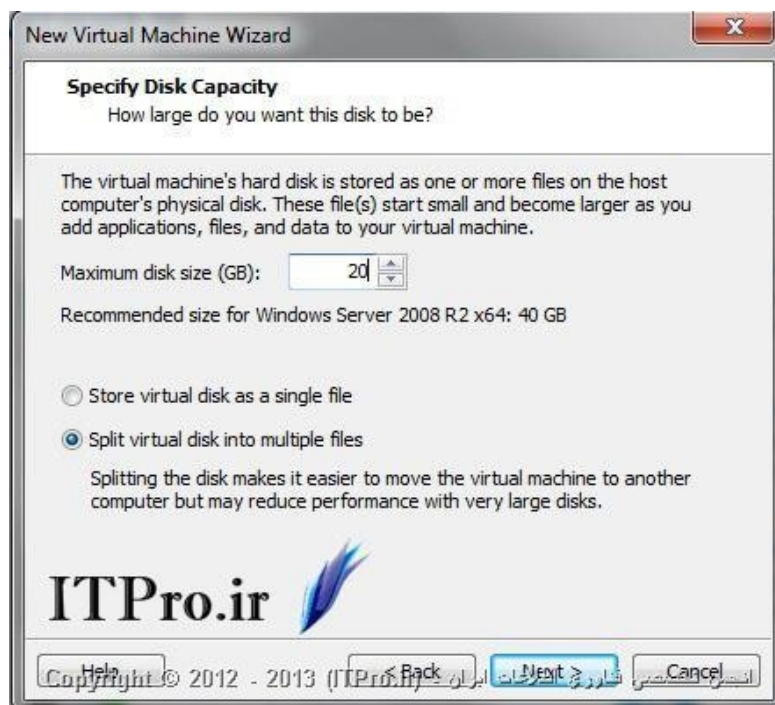 New Virtual Machine Wizard
X
Specify Disk Capacity
How large do you want this disk to be?
The virtual machine's hard disk is stored as one or more files on the host
computer's physical disk. These file(s) start small and become larger as you
add applications, files, and data to your virtual machine.
Maximum disk size (GB): 20
Recommended size for Windows Server 2008 R2 x64: 40 GB
Store virtual disk as a single file
Split virtual disk into multiple files
Splitting the disk makes it easier to move the virtual machine to another
computer but may reduce performance with very large disks.
ITPro.ir
Help < Back Next > Cancel
Copyright © 2012 - 2013 (ITPro.ir) - انجمن تخصصی فناوری اطلاعات ایران